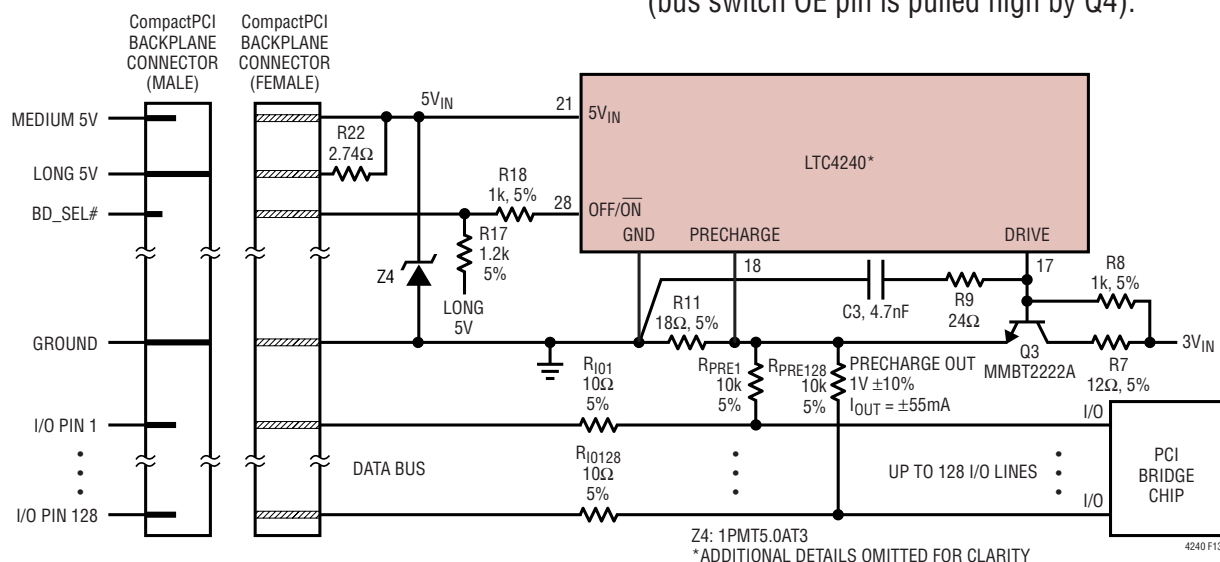 (bus switch OE pin is pulled high by Q4).
CompactPCI
BACKPLANE
CONNECTOR
(MALE)
CompactPCI
BACKPLANE
CONNECTOR
(FEMALE)
MEDIUM 5V
LONG 5V
BD_SEL#
GROUND
I/O PIN 1
I/O PIN 128
5VIN
R22
2.74Ω
R18
1k, 5%
R17
1.2k
5%
LONG
5V
Z4
21
5VIN
28
OFF/ON
LTC4240*
GND
PRECHARGE
DRIVE
18
17
R11
18Ω, 5%
C3, 4.7nF
R9
24Ω
R8
1k, 5%
Q3
MMBT2222A
R7
12Ω, 5%
3VIN
RIO1
10Ω
5%
RPRE1
10k
5%
RPRE128
10k
5%
PRECHARGE OUT
1V ±10%
IOUT = ±55mA
DATA BUS
RIO128
10Ω
5%
UP TO 128 I/O LINES
I/O
I/O
PCI
BRIDGE
CHIP
Z4: 1PMT5.0AT3
*ADDITIONAL DETAILS OMITTED FOR CLARITY
4240 F13